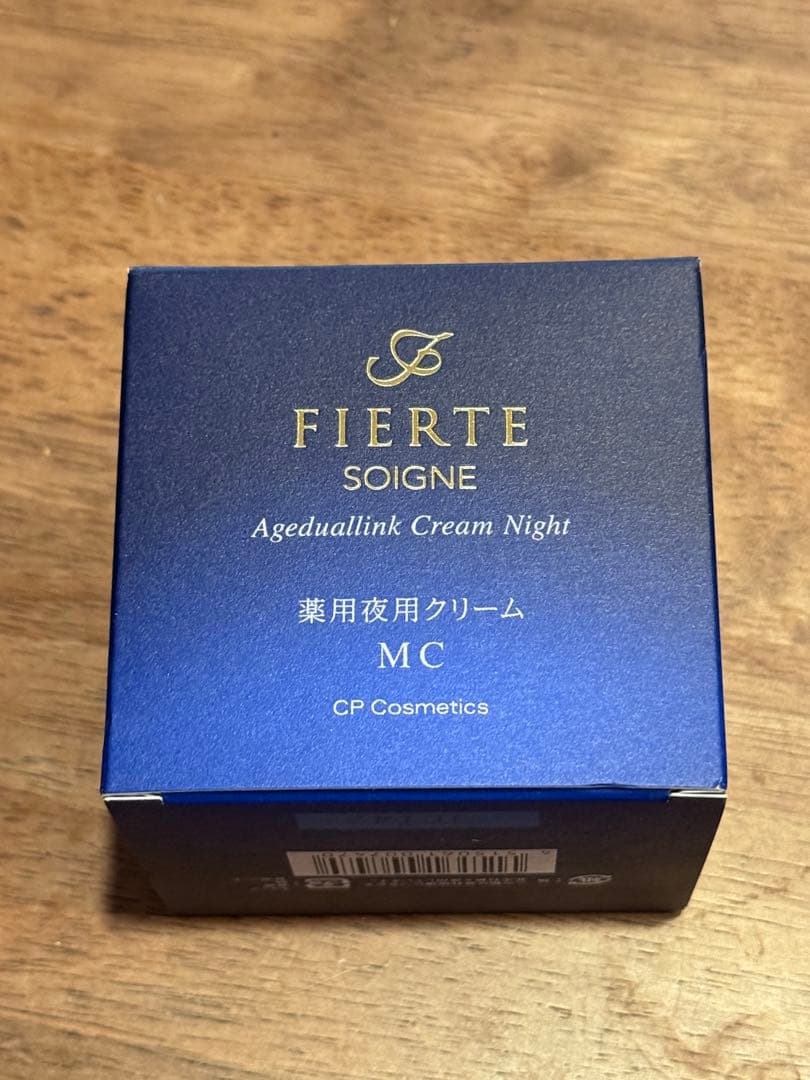 FIERTE
SOIGNE
Ageduallink Cream Night
薬用夜用クリーム
MC
CP Cosmetics